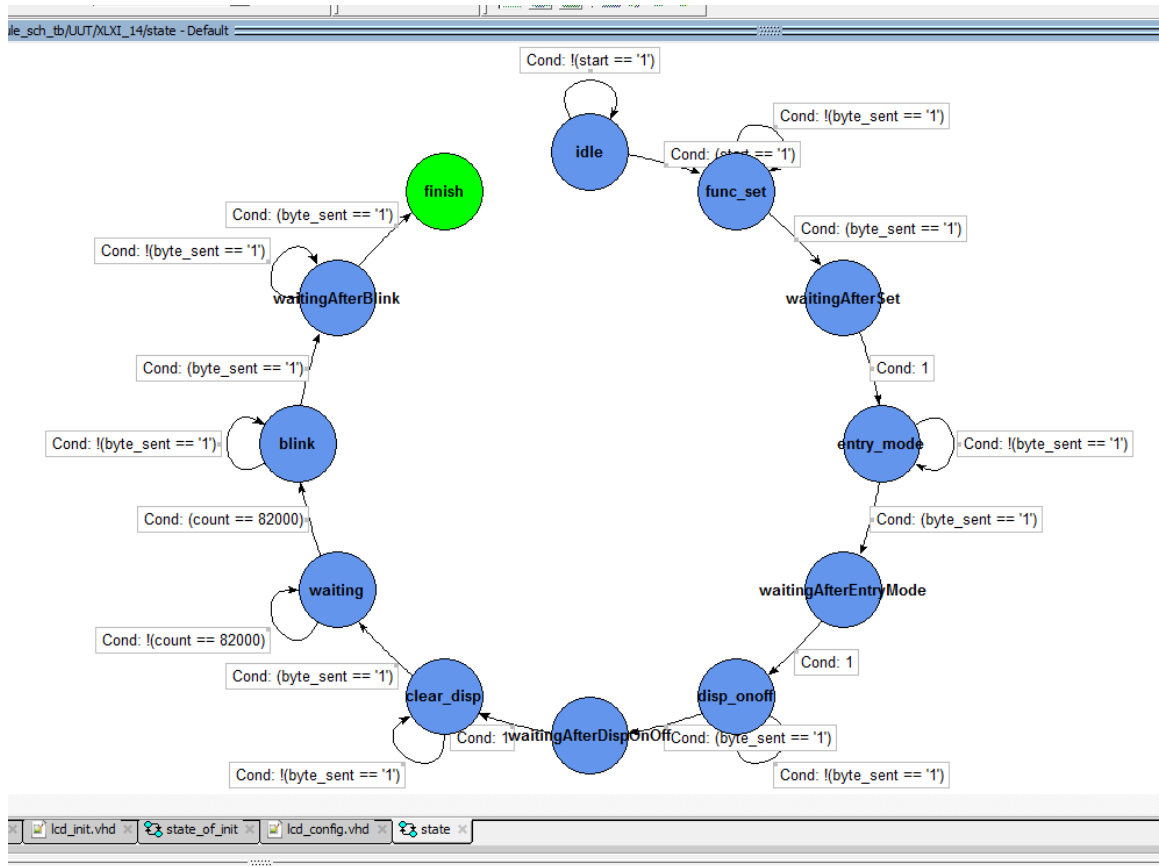 ule_sch_tb/UUT/XLXI_14/state - Default
Cond: !(start == '1')
idle
Cond: (start == '1')
Cond: !(byte_sent == '1')
func_set
Cond: (byte_sent == '1')
waitingAfterSet
Cond: 1
entry_mode
Cond: !(byte_sent == '1')
Cond: (byte_sent == '1')
waitingAfterEntryMode
Cond: 1
disp_onoff
Cond: (byte_sent == '1')
Cond: !(byte_sent == '1')
waitingAfterDispOnOff
Cond: 1
clear_disp
Cond: !(byte_sent == '1')
Cond: (byte_sent == '1')
waiting
Cond: !(count == 82000)
Cond: (count == 82000)
blink
Cond: !(byte_sent == '1')
Cond: (byte_sent == '1')
waitingAfterBlink
Cond: !(byte_sent == '1')
Cond: (byte_sent == '1')
finish
lcd_init.vhd
state_of_init
lcd_config.vhd
state